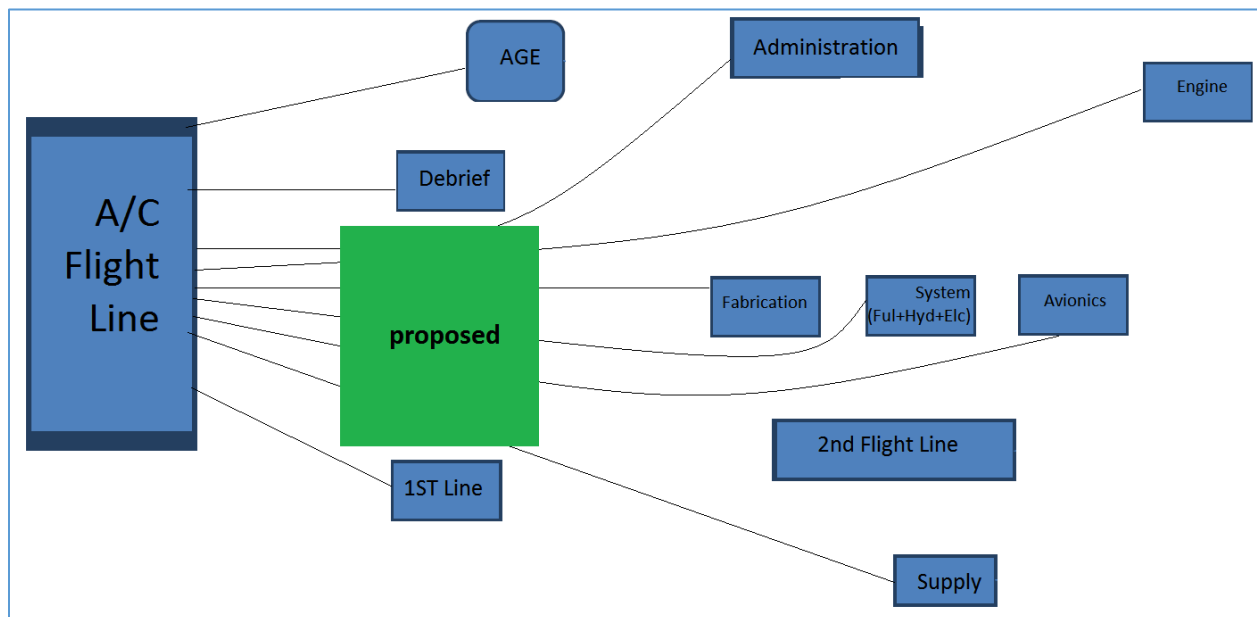 AGE
Administration
Engine
Debrief
A/C
Flight
Line
proposed
Fabrication
System
(Ful+Hyd+Elc)
Avionics
2nd Flight Line
1ST Line
Supply